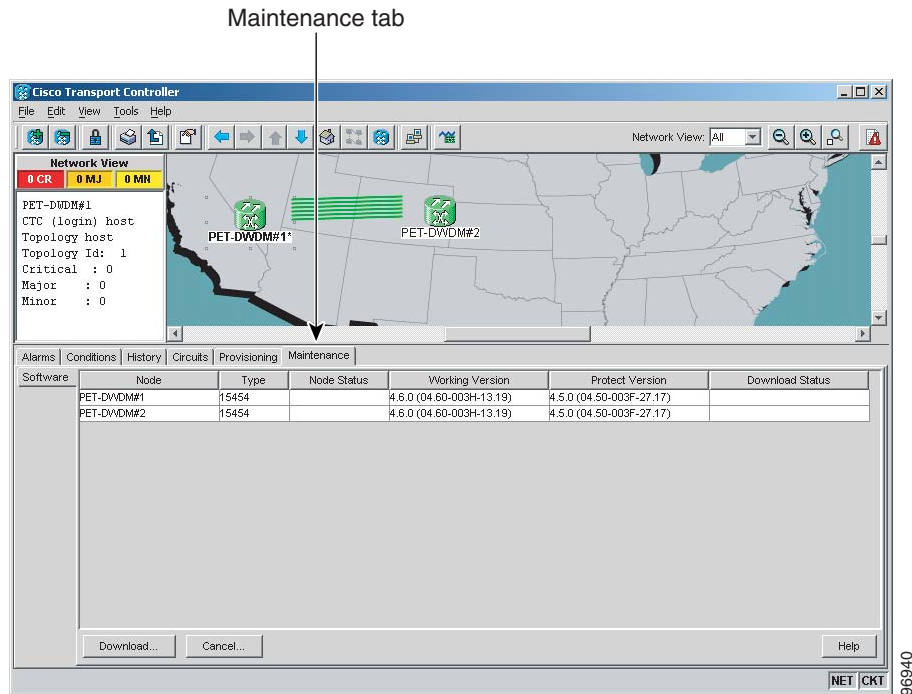 Maintenance tab
Cisco Transport Controller
File Edit View Tools Help
Network View: All
Network View
0 CR 0 MJ 0 MN
PET-DWDM#1
CTC (login) host
Topology host
Topology Id: 1
Critical : 0
Major : 0
Minor : 0
PET-DWDM#1*
PET-DWDM#2
Alarms Conditions History Circuits Provisioning Maintenance
Software
Node Type Node Status Working Version Protect Version Download Status
PET-DWDM#1 15454 4.6.0 (04.60-003H-13.19) 4.5.0 (04.50-003F-27.17)
PET-DWDM#2 15454 4.6.0 (04.60-003H-13.19) 4.5.0 (04.50-003F-27.17)
Download... Cancel... Help
NET CKT
96940